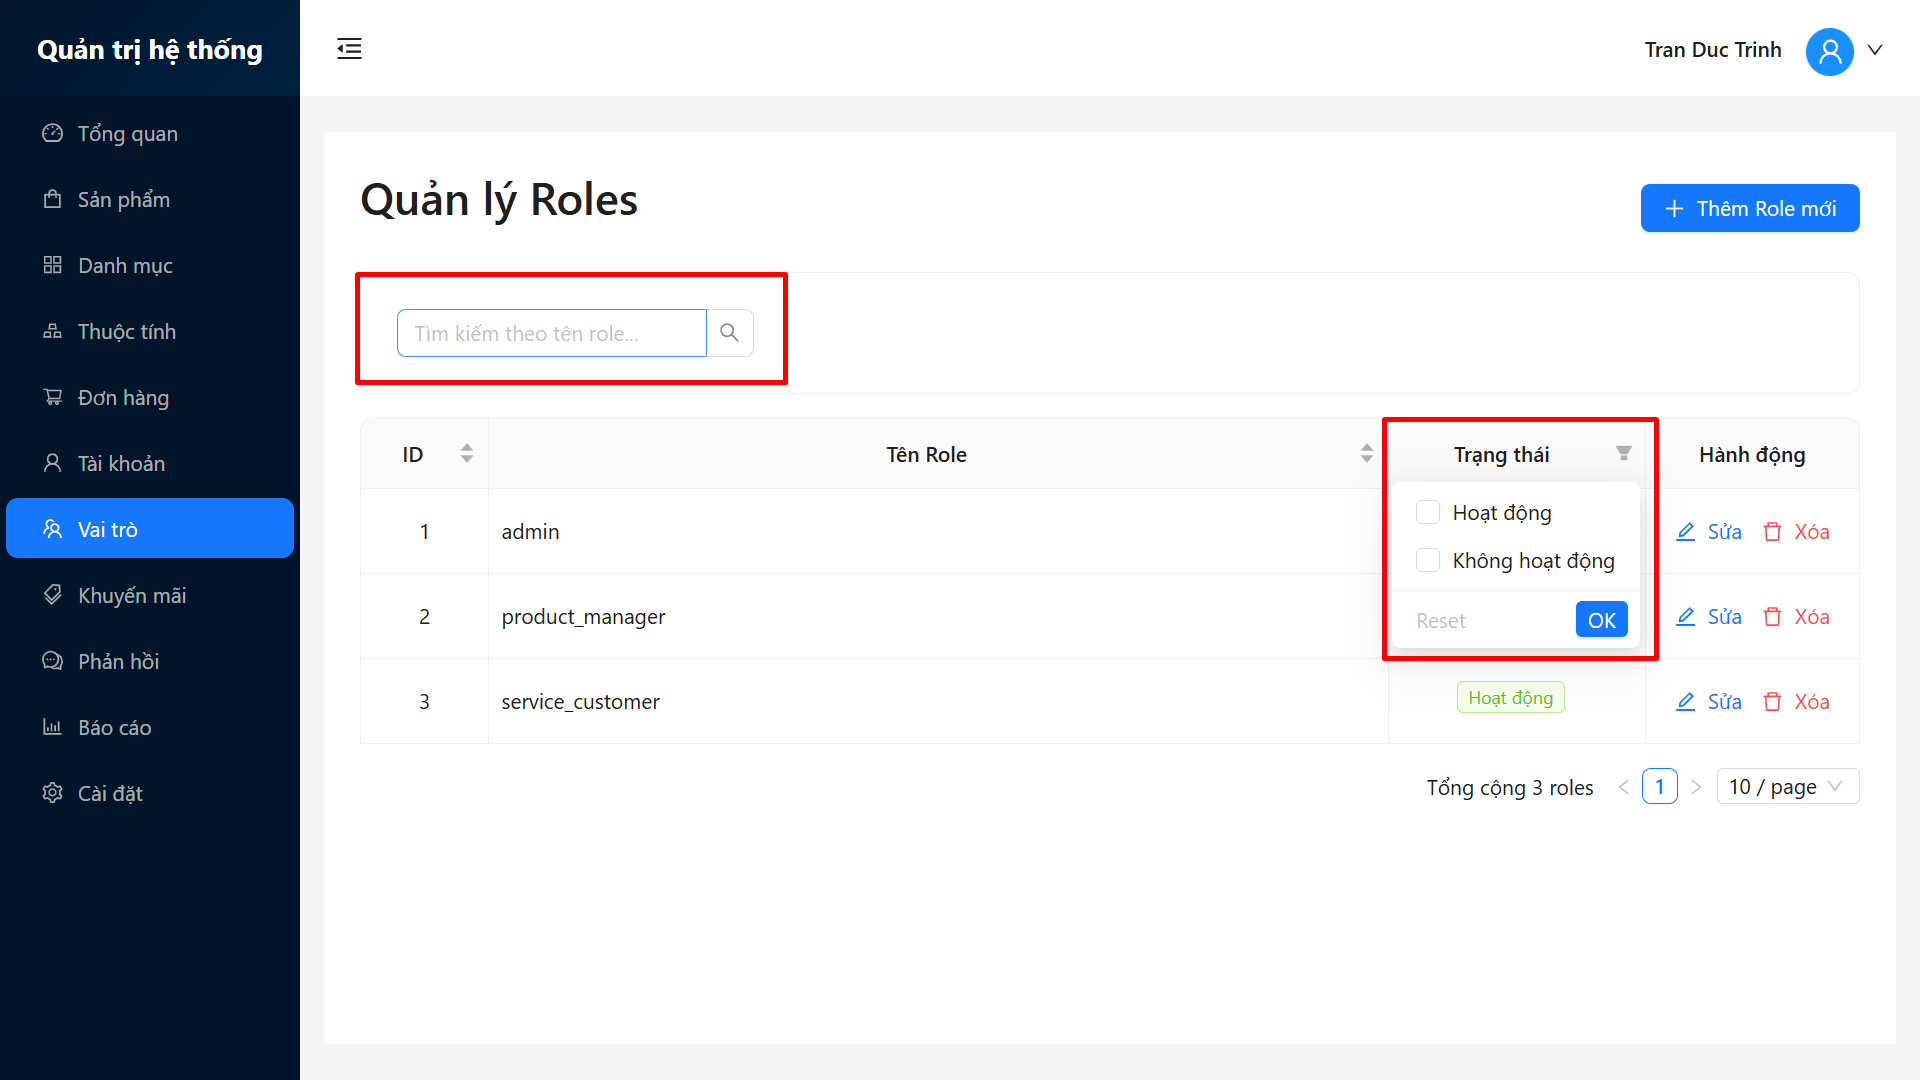 Quản trị hệ thống
Tran Duc Trinh
Tổng quan
Sản phẩm
Danh mục
Thuộc tính
Đơn hàng
Tài khoản
Vai trò
Khuyến mãi
Phản hồi
Báo cáo
Cài đặt
Quản lý Roles
Thêm Role mới
Tìm kiếm theo tên role...
ID Tên Role Trạng thái Hành động
1 admin Sửa Xóa
Hoạt động
Không hoạt động
Reset OK
2 product_manager Sửa Xóa
3 service_customer Hoạt động Sửa Xóa
Tổng cộng 3 roles 1 10 / page